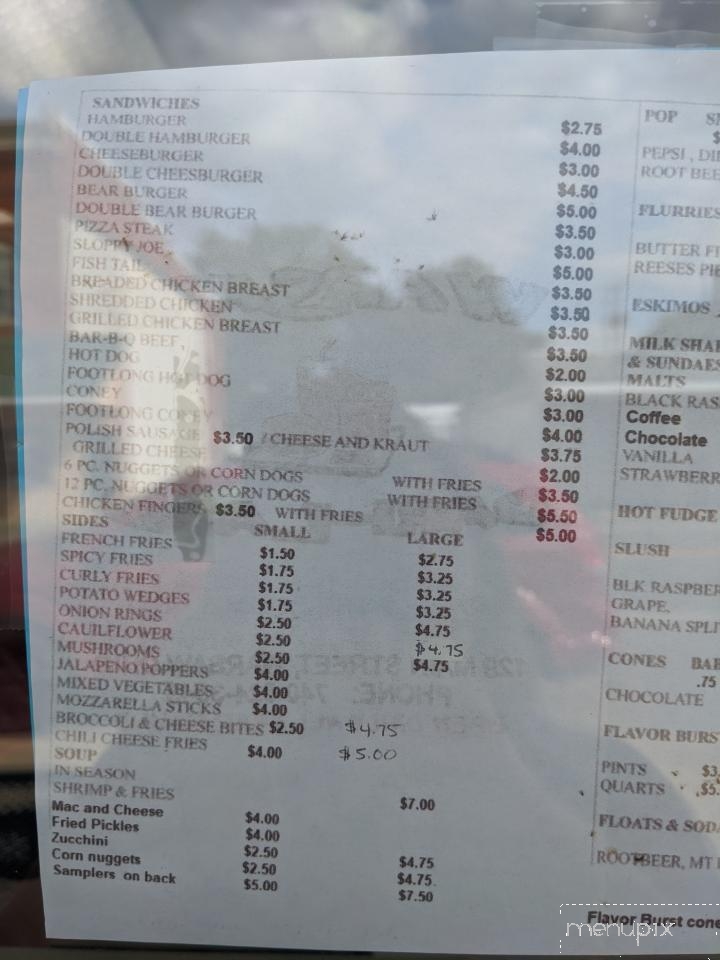 SANDWICHES
HAMBURGER $2.75
DOUBLE HAMBURGER $4.00
CHEESEBURGER $3.00
DOUBLE CHEESBURGER $4.50
BEAR BURGER $5.00
DOUBLE BEAR BURGER $3.50
PIZZA STEAK $3.00
SLOPPY JOE $5.00
FISH TAIL $3.50
BREADED CHICKEN BREAST $3.50
SHREDDED CHICKEN $3.50
GRILLED CHICKEN BREAST $3.50
BAR-B-Q BEEF $2.00
HOT DOG $3.00
FOOTLONG HOT DOG $3.00
CONEY $4.00
FOOTLONG CONEY $3.75
POLISH SAUSAGE $3.50 / CHEESE AND KRAUT
GRILLED CHEESE $2.00
6 PC. NUGGETS OR CORN DOGS WITH FRIES $3.50
12 PC. NUGGETS OR CORN DOGS WITH FRIES $5.50
CHICKEN FINGERS $3.50 WITH FRIES $5.00
SIDES SMALL LARGE
FRENCH FRIES $1.50 $2.75
SPICY FRIES $1.75 $3.25
CURLY FRIES $1.75 $3.25
POTATO WEDGES $1.75 $3.25
ONION RINGS $2.50 $4.75
CAUILFLOWER $2.50 $4.75
MUSHROOMS $2.50 $4.75
JALAPENO POPPERS $4.00
MIXED VEGETABLES $4.00
MOZZARELLA STICKS $4.00
BROCCOLI & CHEESE BITES $2.50 $4.75
CHILI CHEESE FRIES $4.00 $5.00
SOUP
IN SEASON
SHRIMP & FRIES $7.00
Mac and Cheese $4.00
Fried Pickles $4.00
Zucchini $2.50 $4.75
Corn nuggets $2.50 $4.75
Samplers on back $5.00 $7.50
POP
PEPSI,
ROOT BEE
FLURRIES
BUTTER
REESES
ESKIMOS
MILK SHA
& SUNDAES
MALTS
BLACK RAS
Coffee
Chocolate
VANILLA
STRAWBERR
HOT FUDGE
SLUSH
BLK RASPBER
GRAPE,
BANANA SPLI
CONES
.75
CHOCOLATE
FLAVOR BURS
PINTS
QUARTS
FLOATS & SODA
ROOTBEER, MT
Flavor Burst cone
menupix